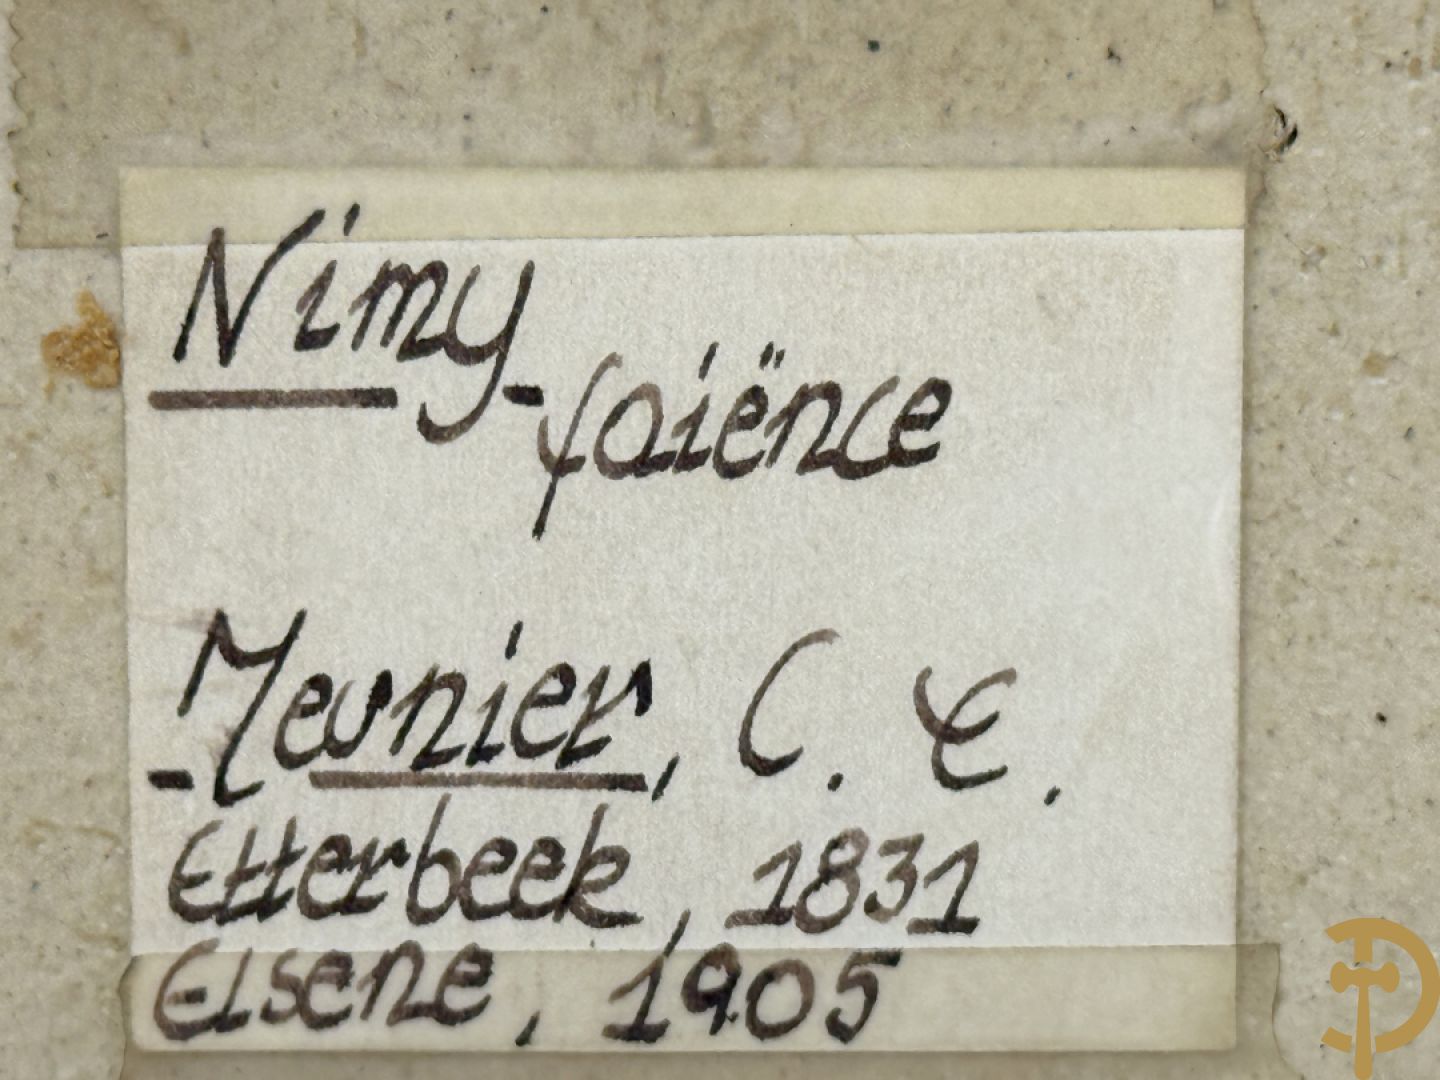 Nimy
faiënce
Meunier, C. E.
Etterbeek, 1831
Elsene, 1905